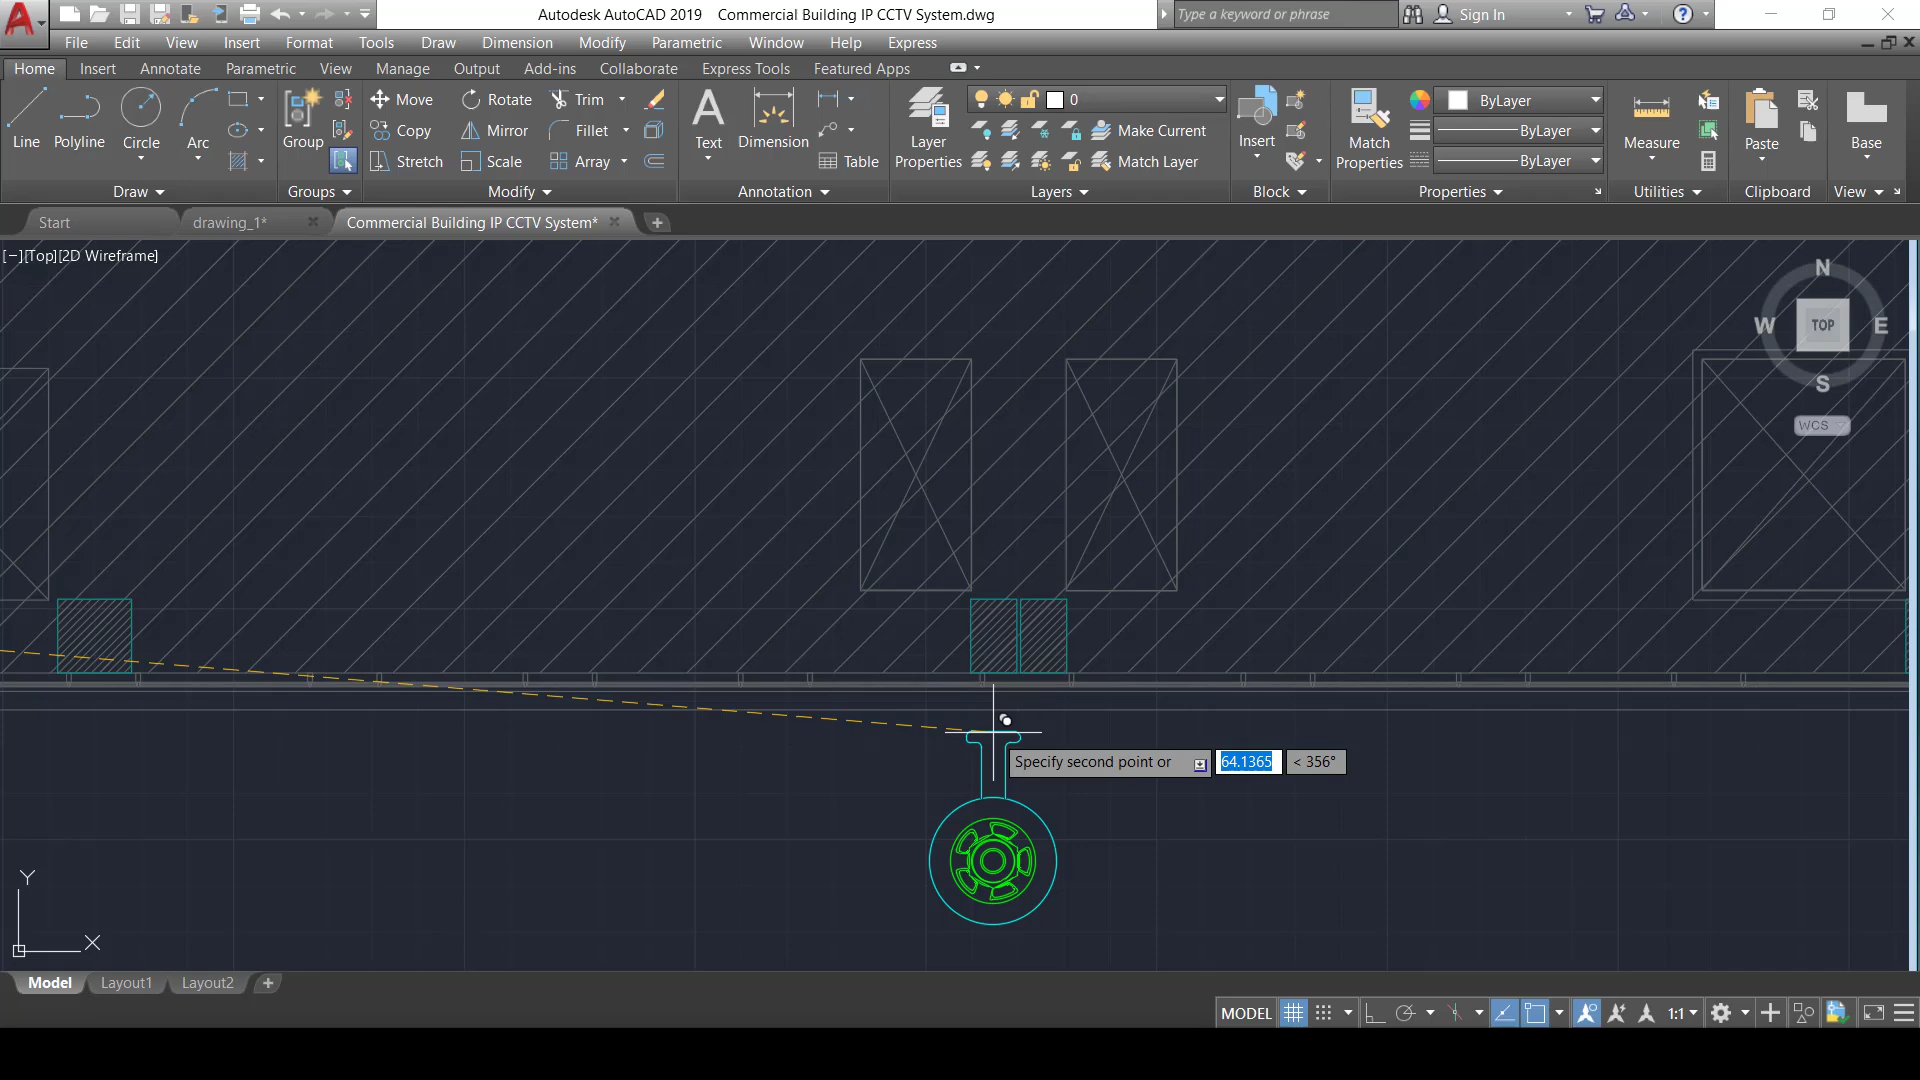 Autodesk AutoCAD 2019 Commercial Building IP CCTV System.dwg
Type a keyword or phrase
Sign In
File Edit View Insert Format Tools Draw Dimension Modify Parametric Window Help Express
Home Insert Annotate Parametric View Manage Output Add-ins Collaborate Express Tools Featured Apps
Line Polyline Circle Arc
Group
Move Rotate Trim
Copy Mirror Fillet
Stretch Scale Array
Text Dimension Table
Layer Properties
0
Make Current
Match Layer
Insert
Match Properties
ByLayer
ByLayer
ByLayer
Measure
Paste
Base
Draw Groups Modify Annotation Layers Block Properties Utilities Clipboard View
Start drawing_1* Commercial Building IP CCTV System*
[−][Top][2D Wireframe]
N
W TOP E
S
WCS
Specify second point or 64.1365 < 356°
Y
X
Model Layout1 Layout2
MODEL 1:1